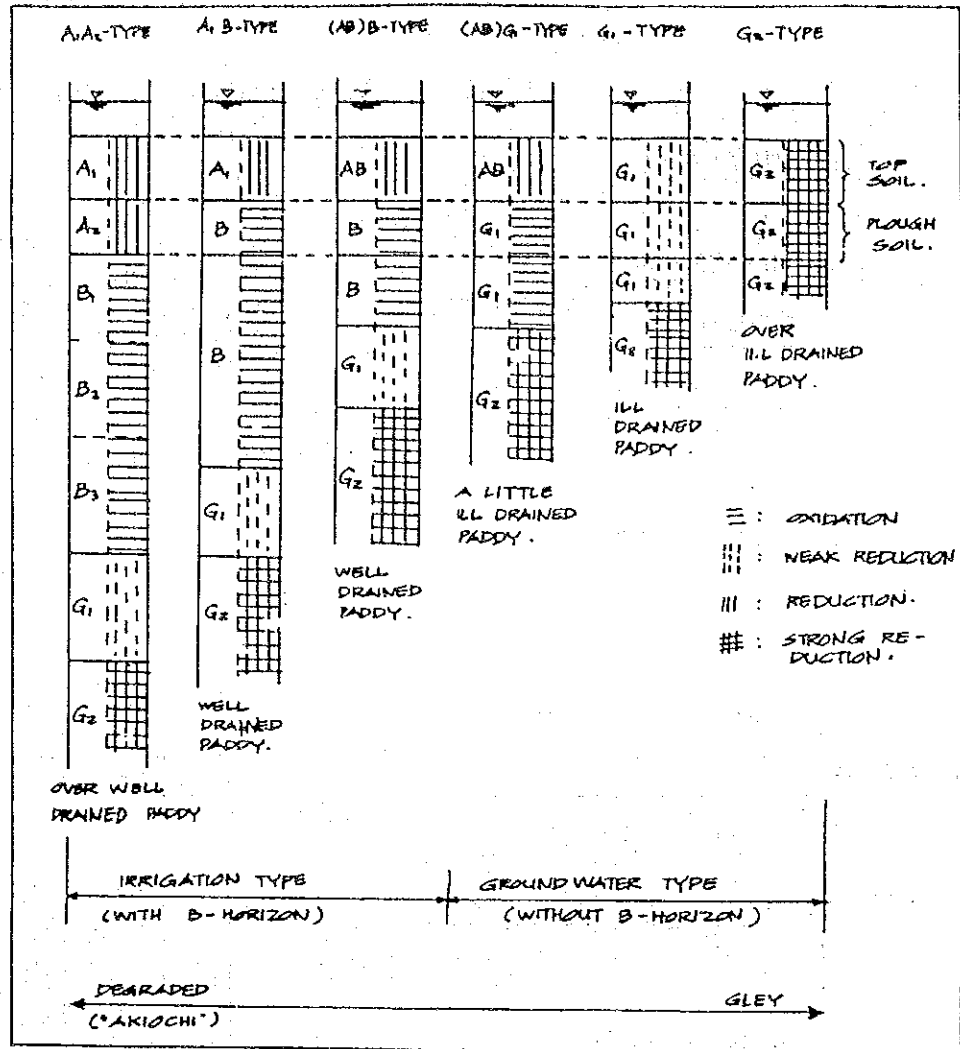 A₁A₂-TYPE A₁B-TYPE (AB)B-TYPE (AB)G₁-TYPE G₁-TYPE G₂-TYPE
A₁ A₁ AB AB G₁ G₂
TOP
SOIL.
A₂ B B G₁ G₁ G₂
PLOUGH
SOIL.
B₁ B B G₁ G₁ G₂
B₂ G₁ G₂ G₂
B₃ G₁ G₂
G₁ G₂
G₂
OVER
ILL DRAINED
PADDY.
ILL
DRAINED
PADDY.
A LITTLE
ILL DRAINED
PADDY.
WELL
DRAINED
PADDY.
WELL
DRAINED
PADDY.
OVER WELL
DRAINED PADDY
: OXIDATION
: WEAK REDUCTION
: REDUCTION.
: STRONG RE-
DUCTION.
IRRIGATION TYPE
(WITH B-HORIZON)
GROUND WATER TYPE
(WITHOUT B-HORIZON)
DEGRADED
("AKIOCHI")
GLEY